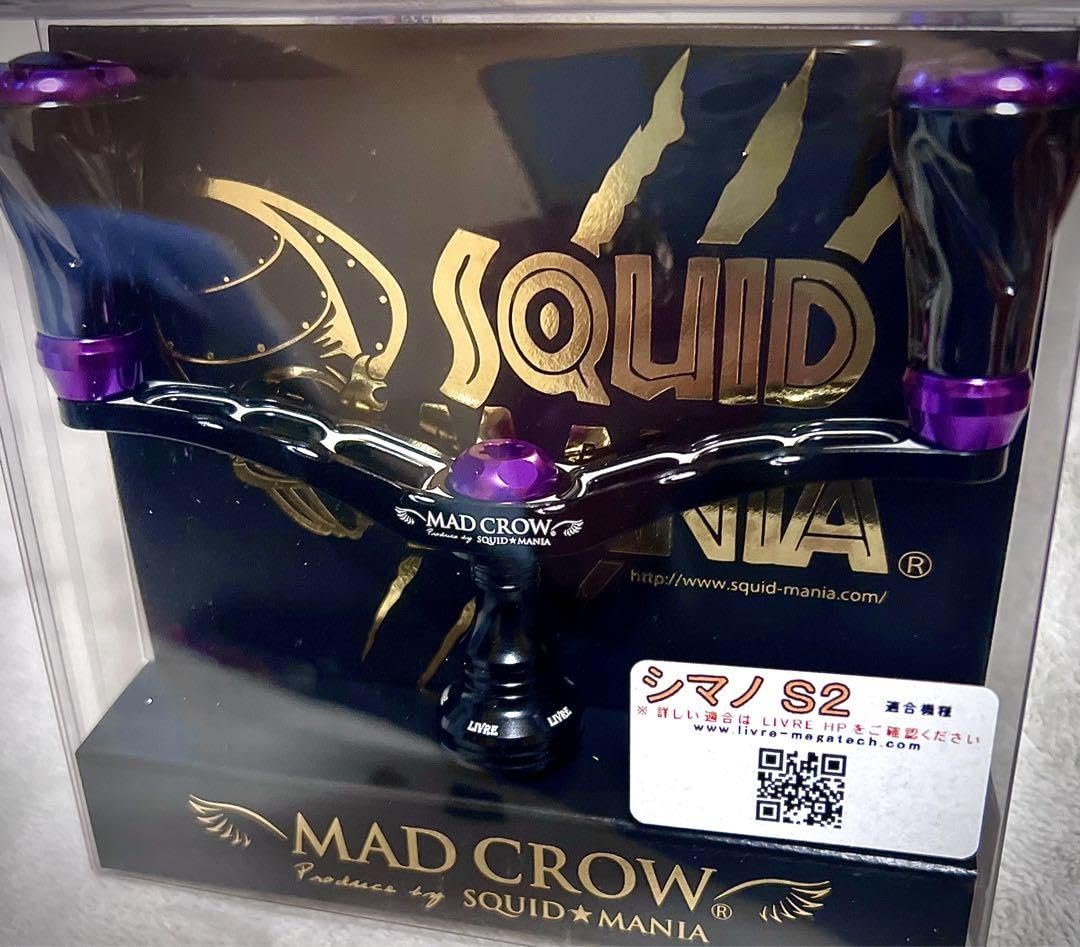 SQUID
MANIA®
http://www.squid-mania.com/
MAD CROW®
Produce by SQUID★MANIA
LIVRE
LIVRE
シマノ S2 適合機種
※ 詳しい適合は LIVRE HPをご確認ください
www.livre-megatech.com
MAD CROW®
Produce by SQUID★MANIA